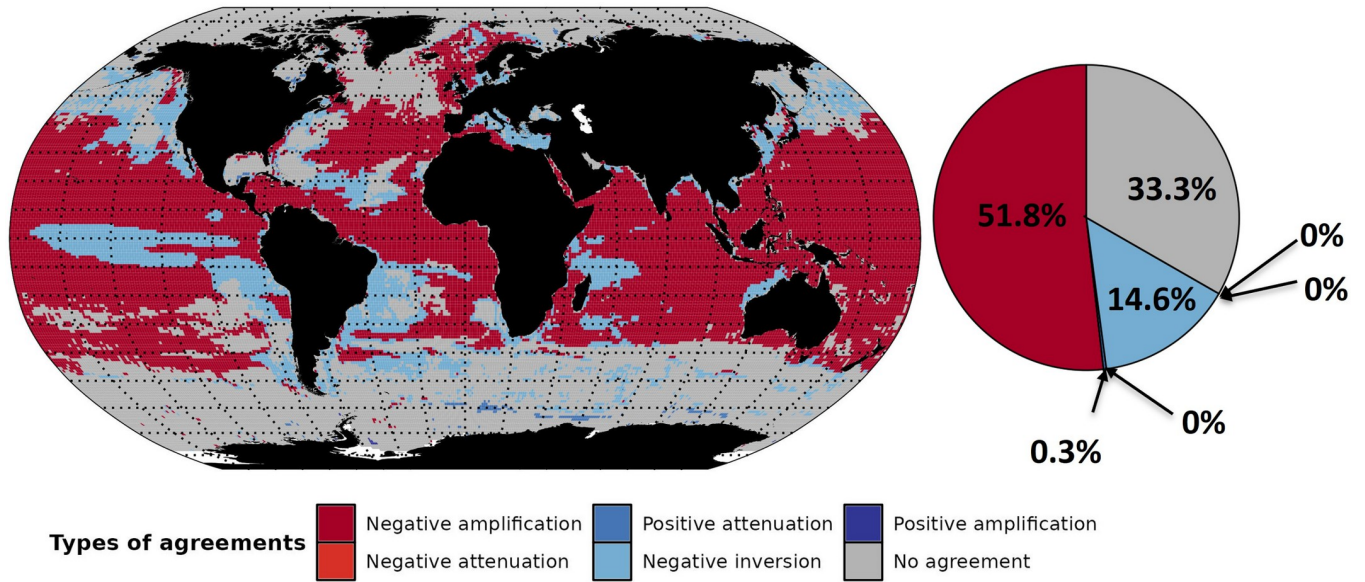 33.3%
51.8%
0%
0%
14.6%
0%
0.3%
Types of agreements
Negative amplification
Positive attenuation
Positive amplification
Negative attenuation
Negative inversion
No agreement